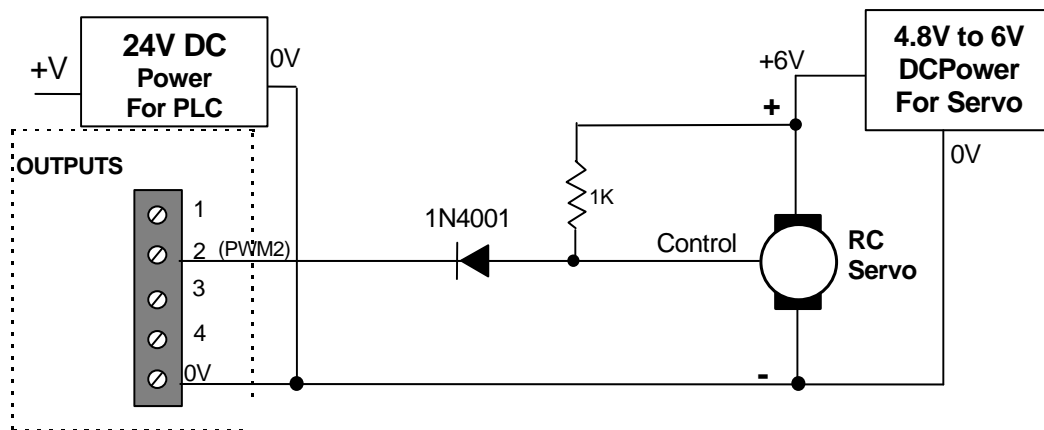 24V DC
Power
For PLC
+V
0V
4.8V to 6V
DCPower
For Servo
+6V
0V
+
OUTPUTS
1
2 (PWM2)
3
4
0V
1N4001
1K
Control
RC
Servo
-